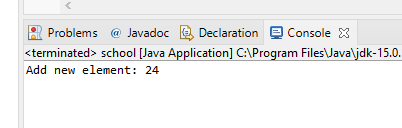 Problems @ Javadoc Declaration Console
<terminated> school [Java Application] C:\Program Files\Java\jdk-15.0.
Add new element: 24